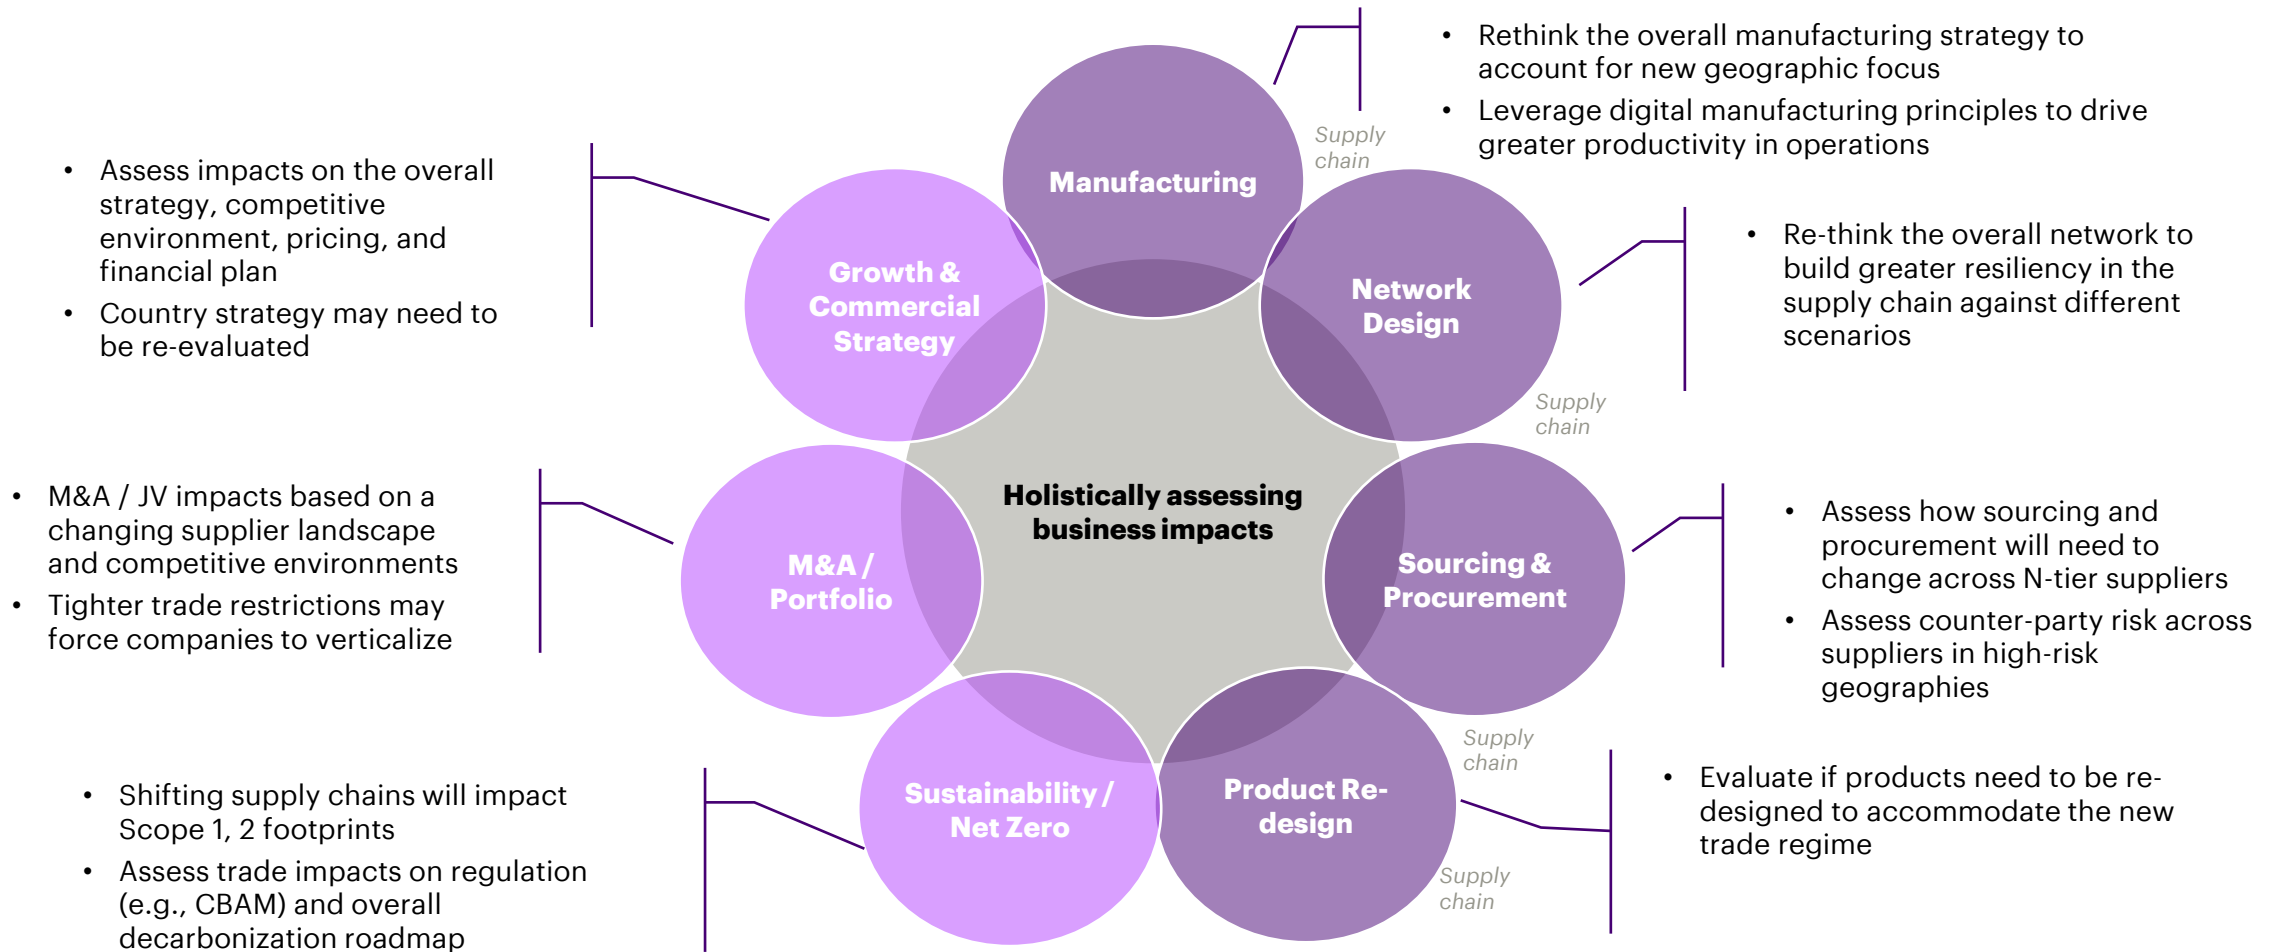 • Rethink the overall manufacturing strategy to
account for new geographic focus
• Leverage digital manufacturing principles to drive
greater productivity in operations
Supply
chain
Manufacturing
• Assess impacts on the overall
strategy, competitive
environment, pricing, and
financial plan
• Country strategy may need to
be re-evaluated
Growth &
Commercial
Strategy
Network
Design
• Re-think the overall network to
build greater resiliency in the
supply chain against different
scenarios
Supply
chain
Holistically assessing
business impacts
• M&A / JV impacts based on a
changing supplier landscape
and competitive environments
• Tighter trade restrictions may
force companies to verticalize
M&A /
Portfolio
Sourcing &
Procurement
• Assess how sourcing and
procurement will need to
change across N-tier suppliers
• Assess counter-party risk across
suppliers in high-risk
geographies
Supply
chain
• Shifting supply chains will impact
Scope 1, 2 footprints
• Assess trade impacts on regulation
(e.g., CBAM) and overall
decarbonization roadmap
Sustainability /
Net Zero
Product Re-
design
• Evaluate if products need to be re-
designed to accommodate the new
trade regime
Supply
chain